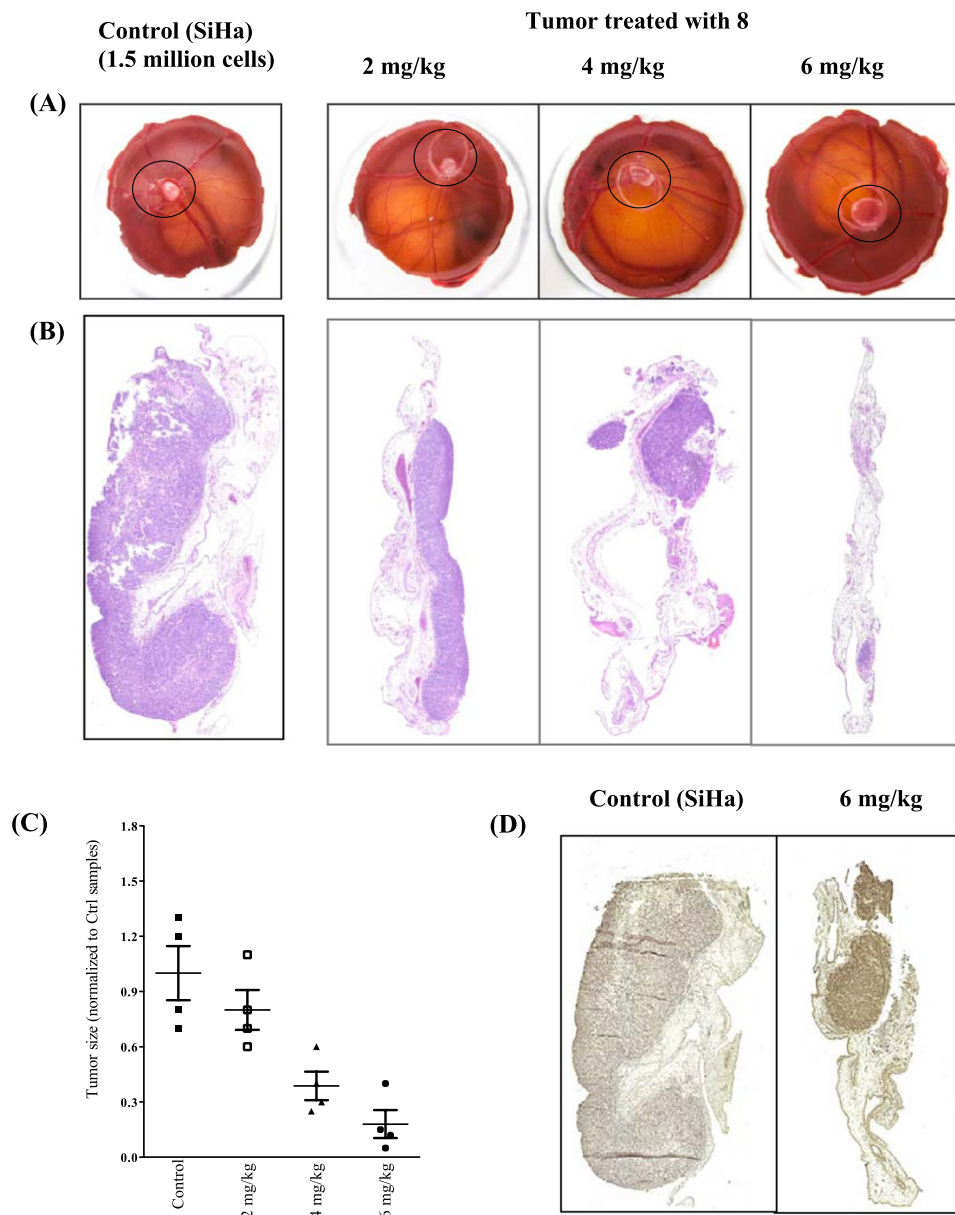 Control (SiHa)
(1.5 million cells)
Tumor treated with 8
2 mg/kg
4 mg/kg
6 mg/kg
(A)
(B)
(C)
Tumor size (normalized to Ctrl samples)
1.8
1.5
1.2
0.9
0.6
0.3
0.0
Control
2 mg/kg
4 mg/kg
6 mg/kg
(D)
Control (SiHa)
6 mg/kg